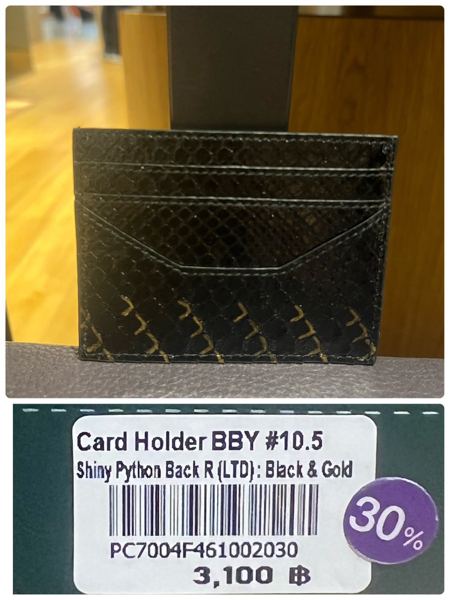 Card Holder BBY #10.5
Shiny Python Back R (LTD) : Black & Gold
PC7004F461002030
3,100 ฿
30%